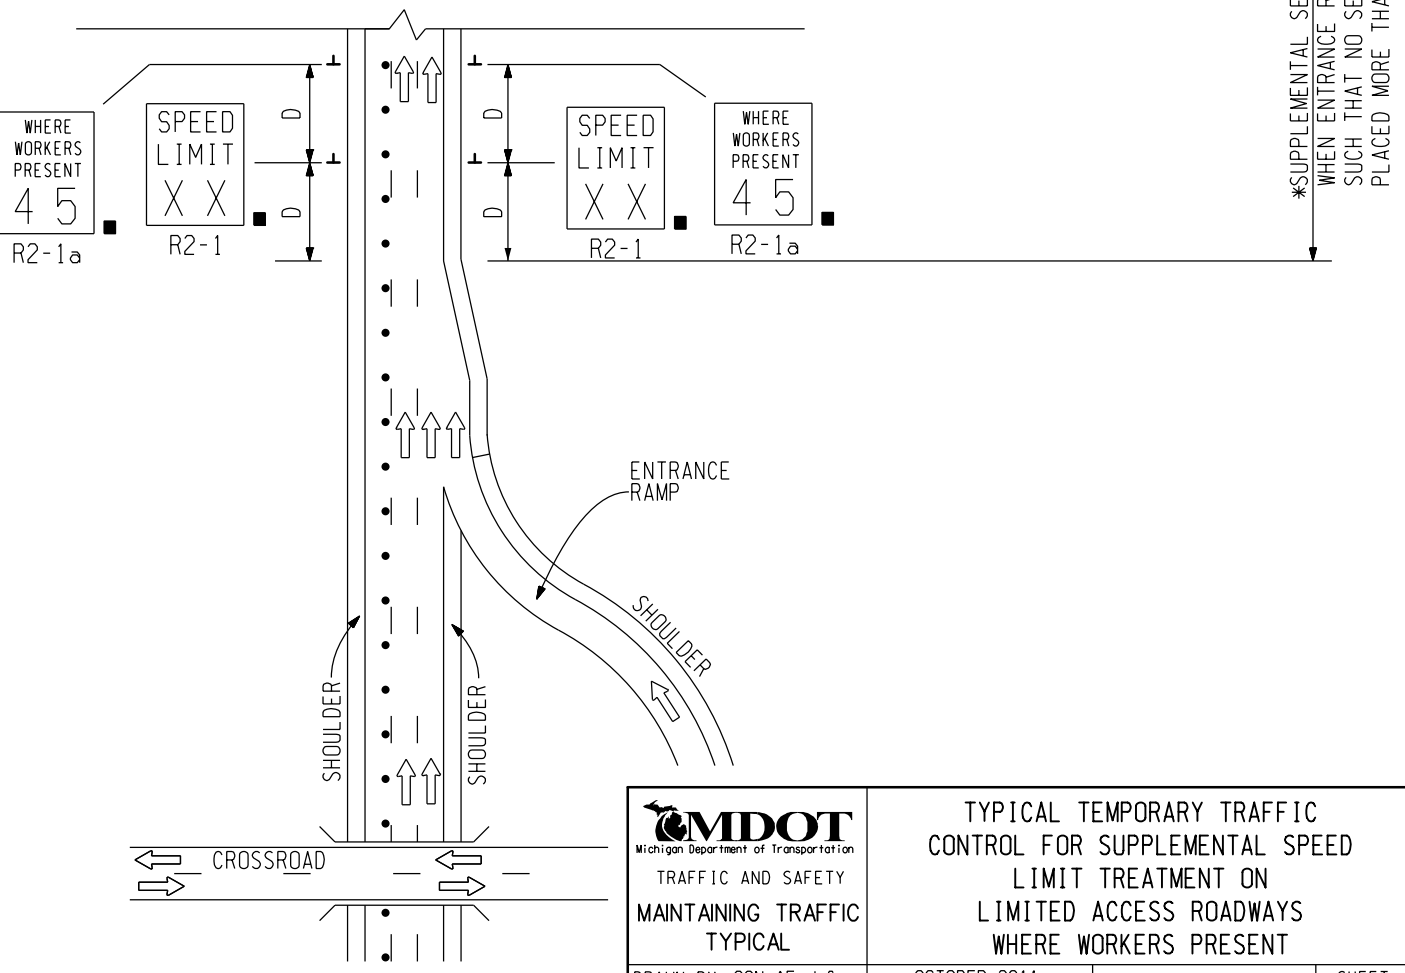 *SUPPLEMENTAL SE
WHEN ENTRANCE R
SUCH THAT NO SE
PLACED MORE THA
WHERE
WORKERS
PRESENT
4 5
R2-1a
SPEED
LIMIT
X X
R2-1
D
D
D
D
SPEED
LIMIT
X X
R2-1
WHERE
WORKERS
PRESENT
4 5
R2-1a
ENTRANCE
RAMP
SHOULDER
SHOULDER
SHOULDER
CROSSROAD
MDOT
Michigan Department of Transportation
TRAFFIC AND SAFETY
MAINTAINING TRAFFIC
TYPICAL
TYPICAL TEMPORARY TRAFFIC
CONTROL FOR SUPPLEMENTAL SPEED
LIMIT TREATMENT ON
LIMITED ACCESS ROADWAYS
WHERE WORKERS PRESENT